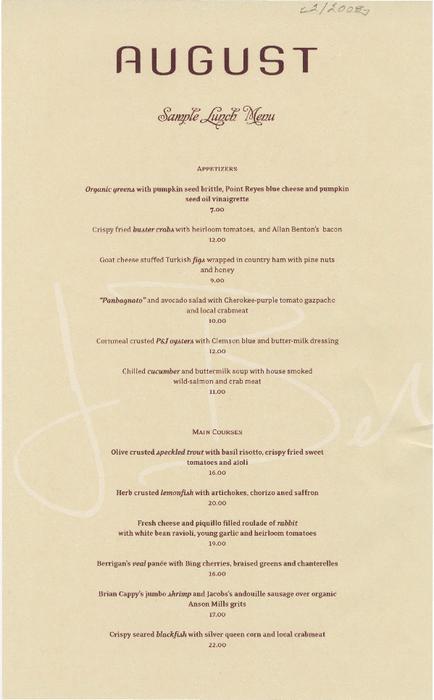 c2/2008
AUGUST
Sample Lunch Menu
APPETIZERS
Organic greens with pumpkin seed brittle, Point Reyes blue cheese and pumpkin
seed oil vinaigrette
7.00
Crispy fried buster crabs with heirloom tomatoes, and Allan Benton's bacon
12.00
Goat cheese stuffed Turkish figs wrapped in country ham with pine nuts
and honey
9.00
"Panbagnato" and avocado salad with Cherokee-purple tomato gazpacho
and local crabmeat
10.00
Cornmeal crusted P&J oysters with Clemson blue and butter-milk dressing
12.00
Chilled cucumber and buttermilk soup with house smoked
wild-salmon and crab meat
11.00
MAIN COURSES
Olive crusted speckled trout with basil risotto, crispy fried sweet
tomatoes and aioli
16.00
Herb crusted lemonfish with artichokes, chorizo aned saffron
20.00
Fresh cheese and piquillo filled roulade of rabbit
with white bean ravioli, young garlic and heirloom tomatoes
19.00
Berrigan's veal panée with Bing cherries, braised greens and chanterelles
16.00
Brian Cappy's jumbo shrimp and Jacobs's andouille sausage over organic
Anson Mills grits
17.00
Crispy seared blackfish with silver queen corn and local crabmeat
22.00